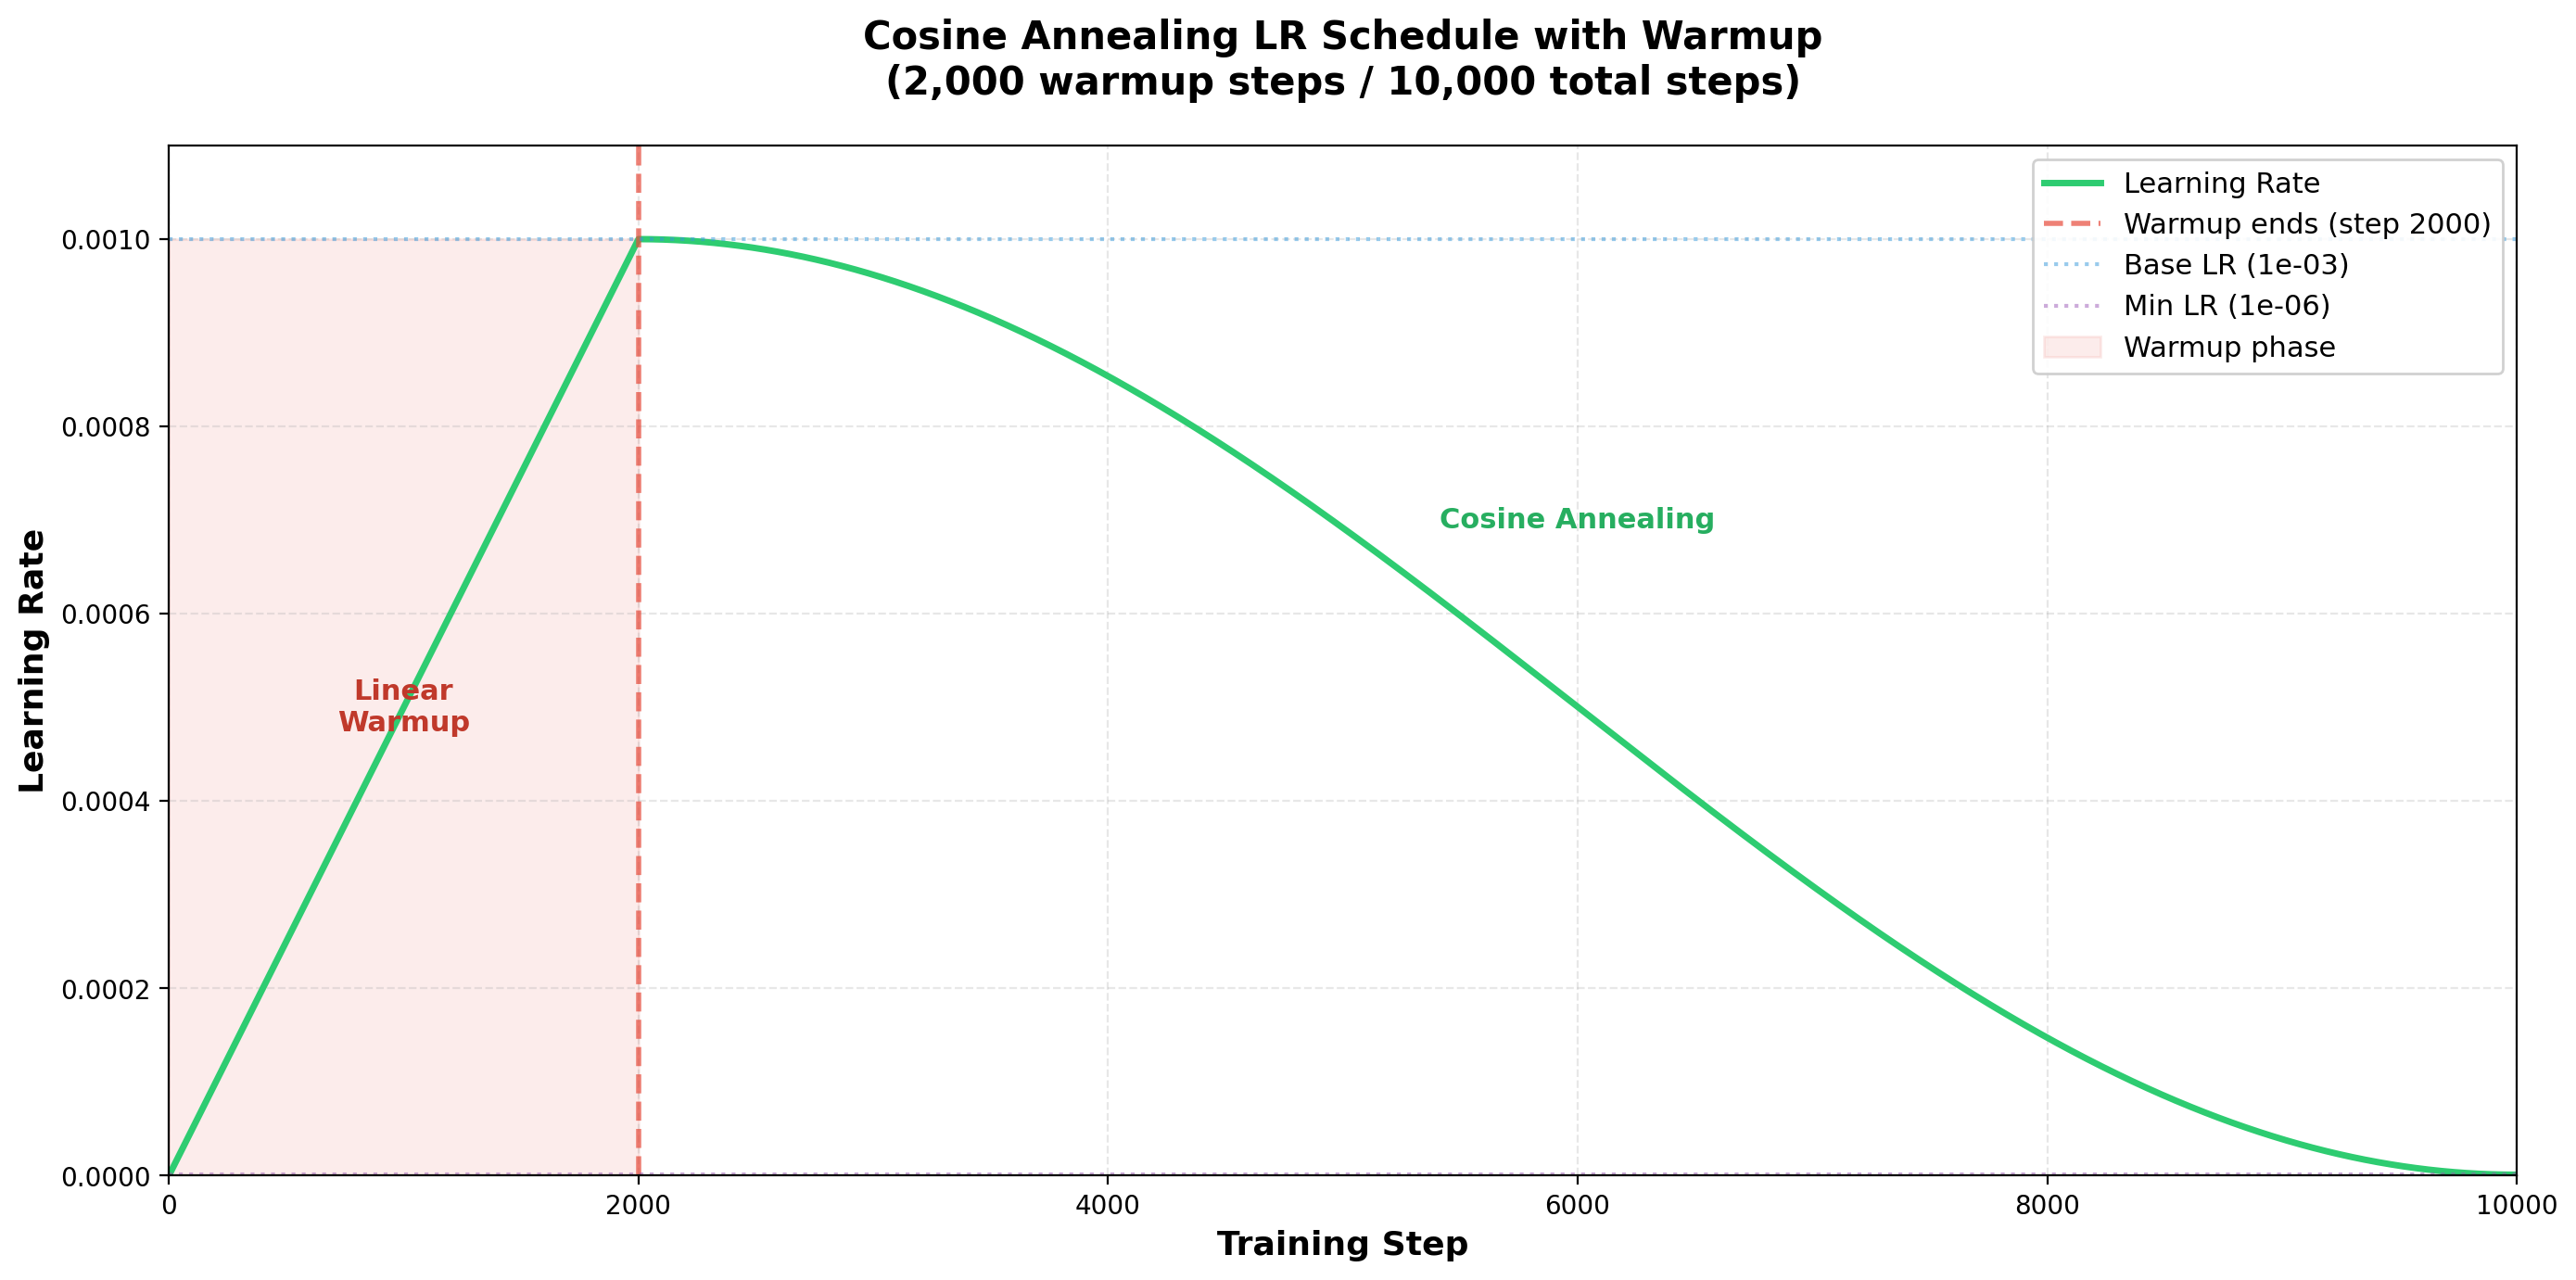 Cosine Annealing LR Schedule with Warmup
(2,000 warmup steps / 10,000 total steps)
Learning Rate
Warmup ends (step 2000)
Base LR (1e-03)
Min LR (1e-06)
Warmup phase
0.0010
0.0008
0.0006
0.0004
0.0002
0.0000
Learning Rate
Cosine Annealing
Linear
Warmup
0
2000
4000
6000
8000
10000
Training Step